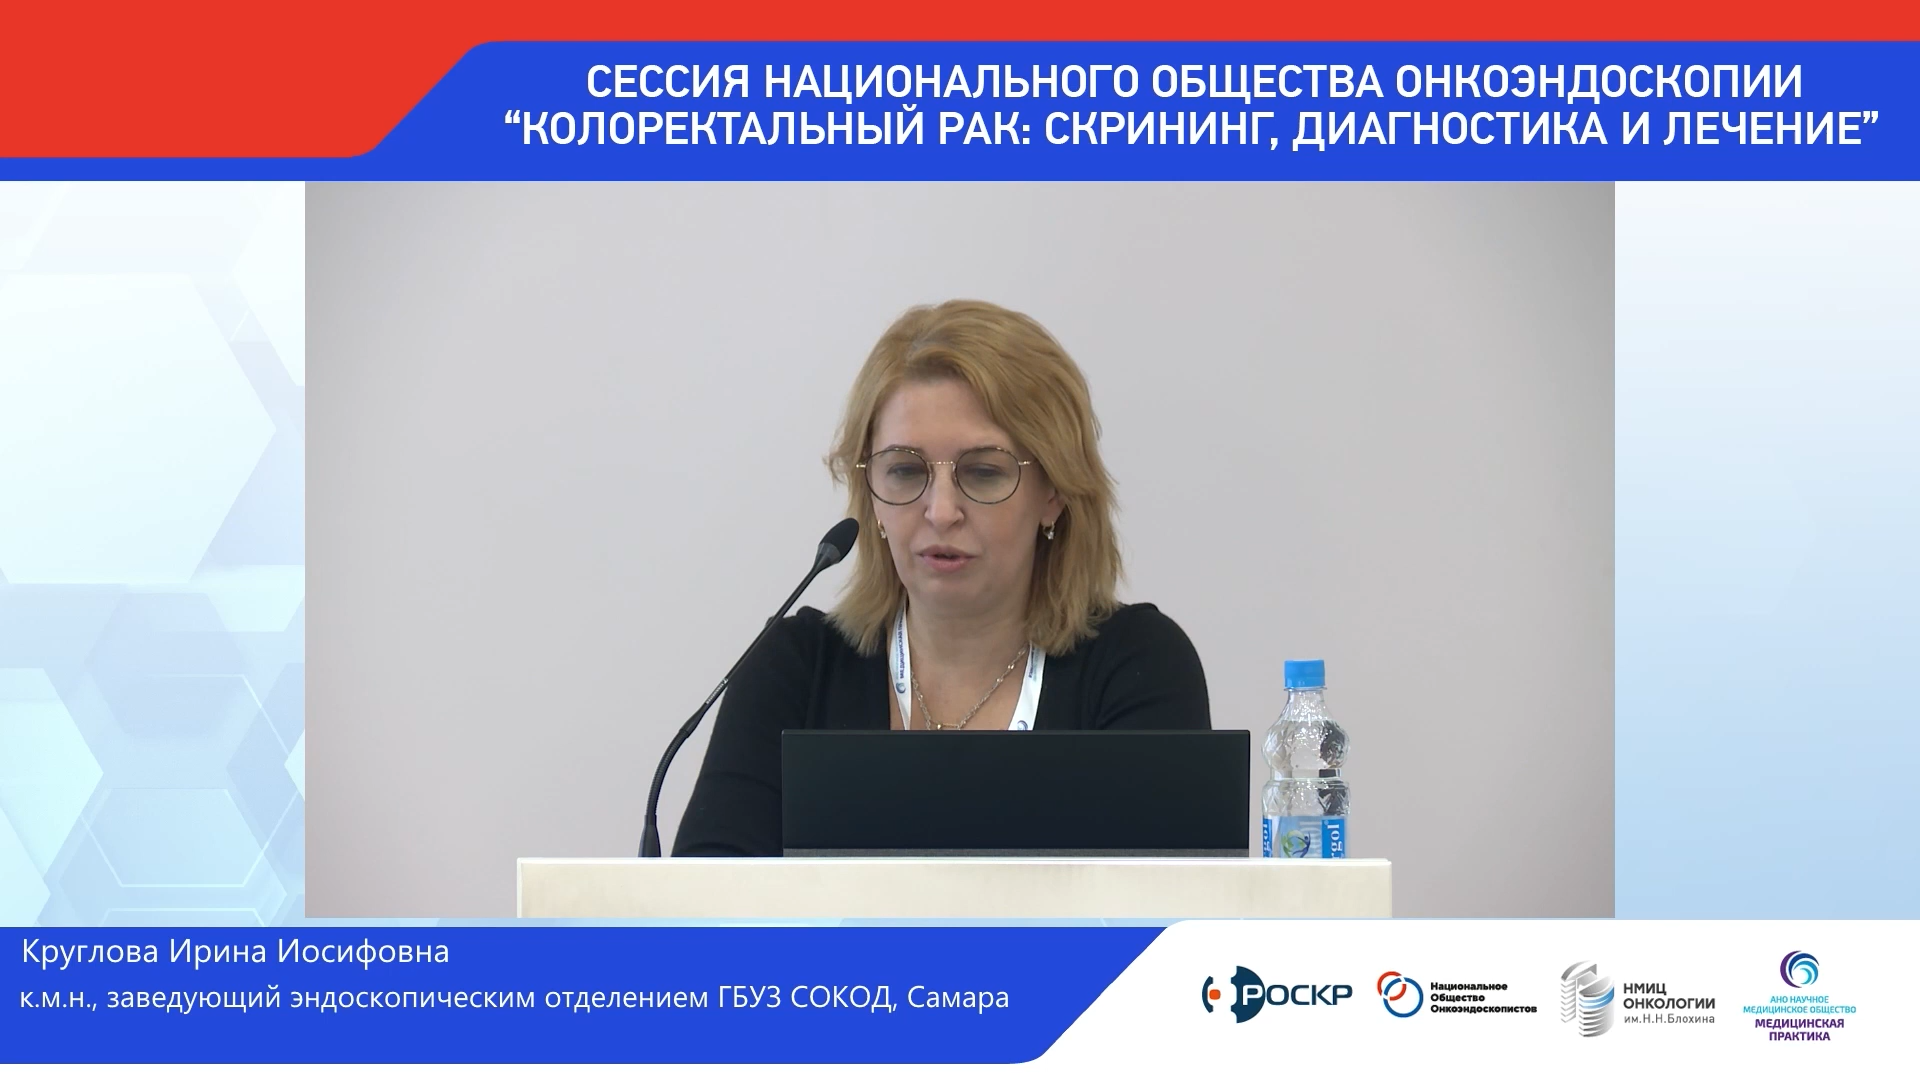 СЕССИЯ НАЦИОНАЛЬНОГО ОБЩЕСТВА ОНКОЭНДОСКОПИИ
“КОЛОРЕКТАЛЬНЫЙ РАК: СКРИНИНГ, ДИАГНОСТИКА И ЛЕЧЕНИЕ”
Круглова Ирина Иосифовна
к.м.н., заведующий эндоскопическим отделением ГБУЗ СОКОД, Самара
РОСКР
Национальное
Общество
Онкоэндоскопистов
НМИЦ
ОНКОЛОГИИ
им.Н.Н.Блохина
АНО НАУЧНОЕ
МЕДИЦИНСКОЕ ОБЩЕСТВО
МЕДИЦИНСКАЯ
ПРАКТИКА